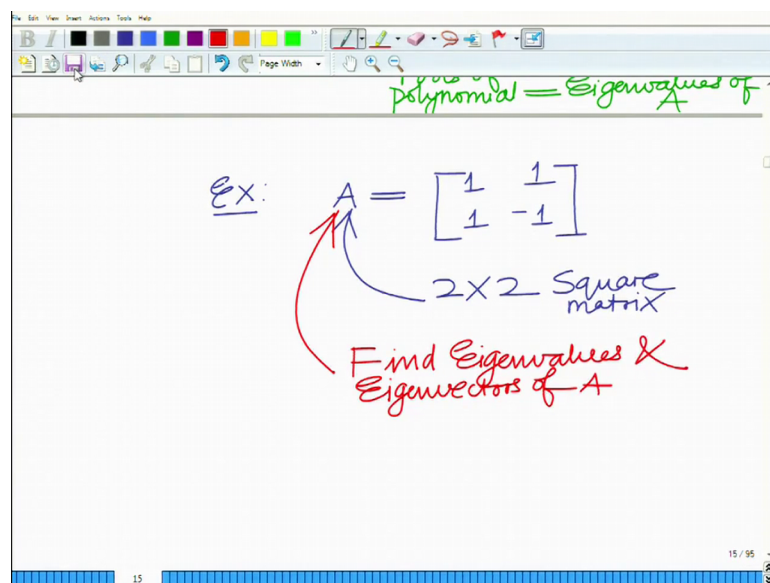 File Edit View Insert Actions Tools Help
B I
Page Width
polynomial = Eigenvalues of
A
Ex: A = [ 1 1
1 -1 ]
2 X 2 Square
matrix
Find Eigenvalues &
Eigenvectors of A
15 / 95
15